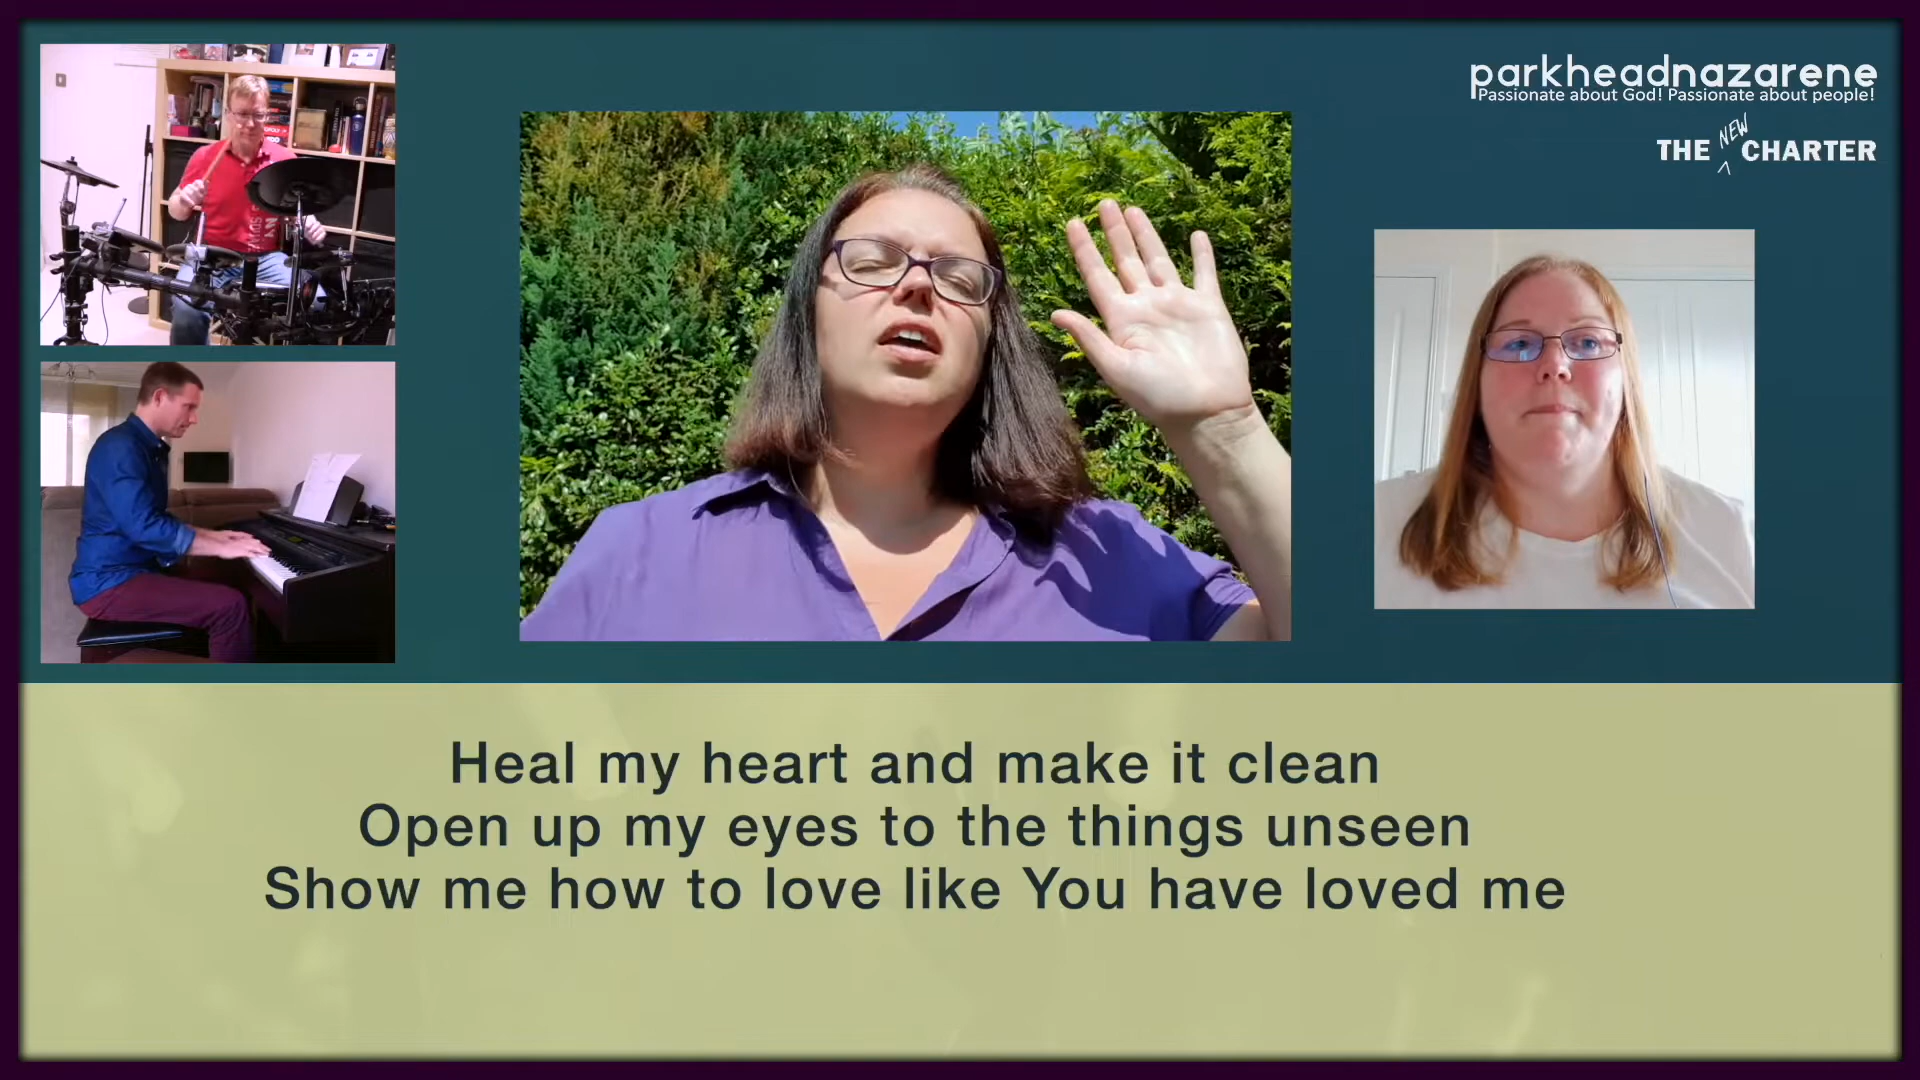 parkheadnazarene
Passionate about God! Passionate about people!
THE NEW CHARTER
Heal my heart and make it clean
Open up my eyes to the things unseen
Show me how to love like You have loved me